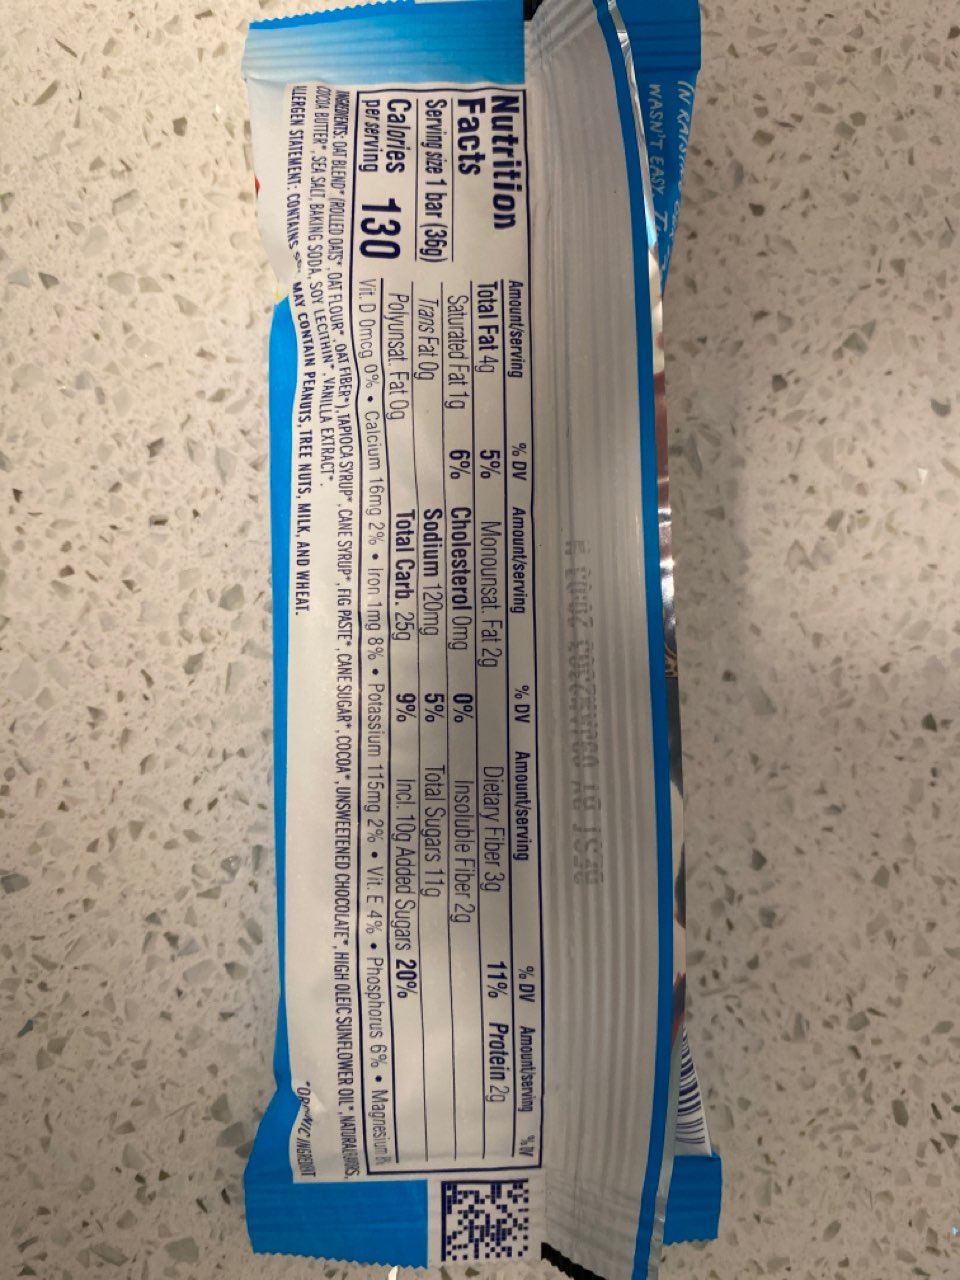 IN RAISING
WASN'T EASY.
BEST BY
Nutrition
Facts
Serving size 1 bar (36g)
Calories
per serving 130
Amount/serving % DV Amount/serving % DV Amount/serving % DV Amount/serving
Total Fat 4g 5% Monounsat. Fat 2g Dietary Fiber 3g 11% Protein 2g
Saturated Fat 1g 6% Cholesterol 0mg 0% Insoluble Fiber 2g
Trans Fat 0g Sodium 120mg 5% Total Sugars 11g
Polyunsat. Fat 0g Total Carb. 25g 9% Incl. 10g Added Sugars 20%
Vit. D 0mcg 0% • Calcium 16mg 2% • Iron 1mg 8% • Potassium 115mg 2% • Vit. E 4% • Phosphorus 6% • Magnesium
INGREDIENTS: OAT BLEND* (ROLLED OATS*, OAT FLOUR*, OAT FIBER*), TAPIOCA SYRUP*, CANE SYRUP*, FIG PASTE*, CANE SUGAR*, COCOA*, UNSWEETENED CHOCOLATE*, HIGH OLEIC SUNFLOWER OIL*, NATURAL
COCOA BUTTER*, SEA SALT, BAKING SODA, SOY LECITHIN*, VANILLA EXTRACT*.
ALLERGEN STATEMENT: CONTAINS MAY CONTAIN PEANUTS, TREE NUTS, MILK, AND WHEAT.
*ORGANIC INGREDIENT